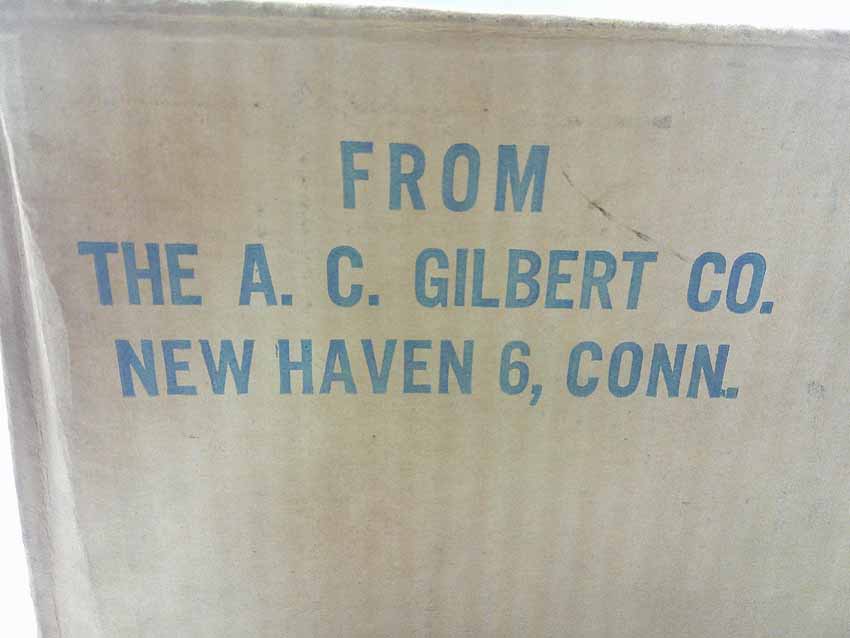 FROM
THE A. C. GILBERT CO.
NEW HAVEN 6, CONN.